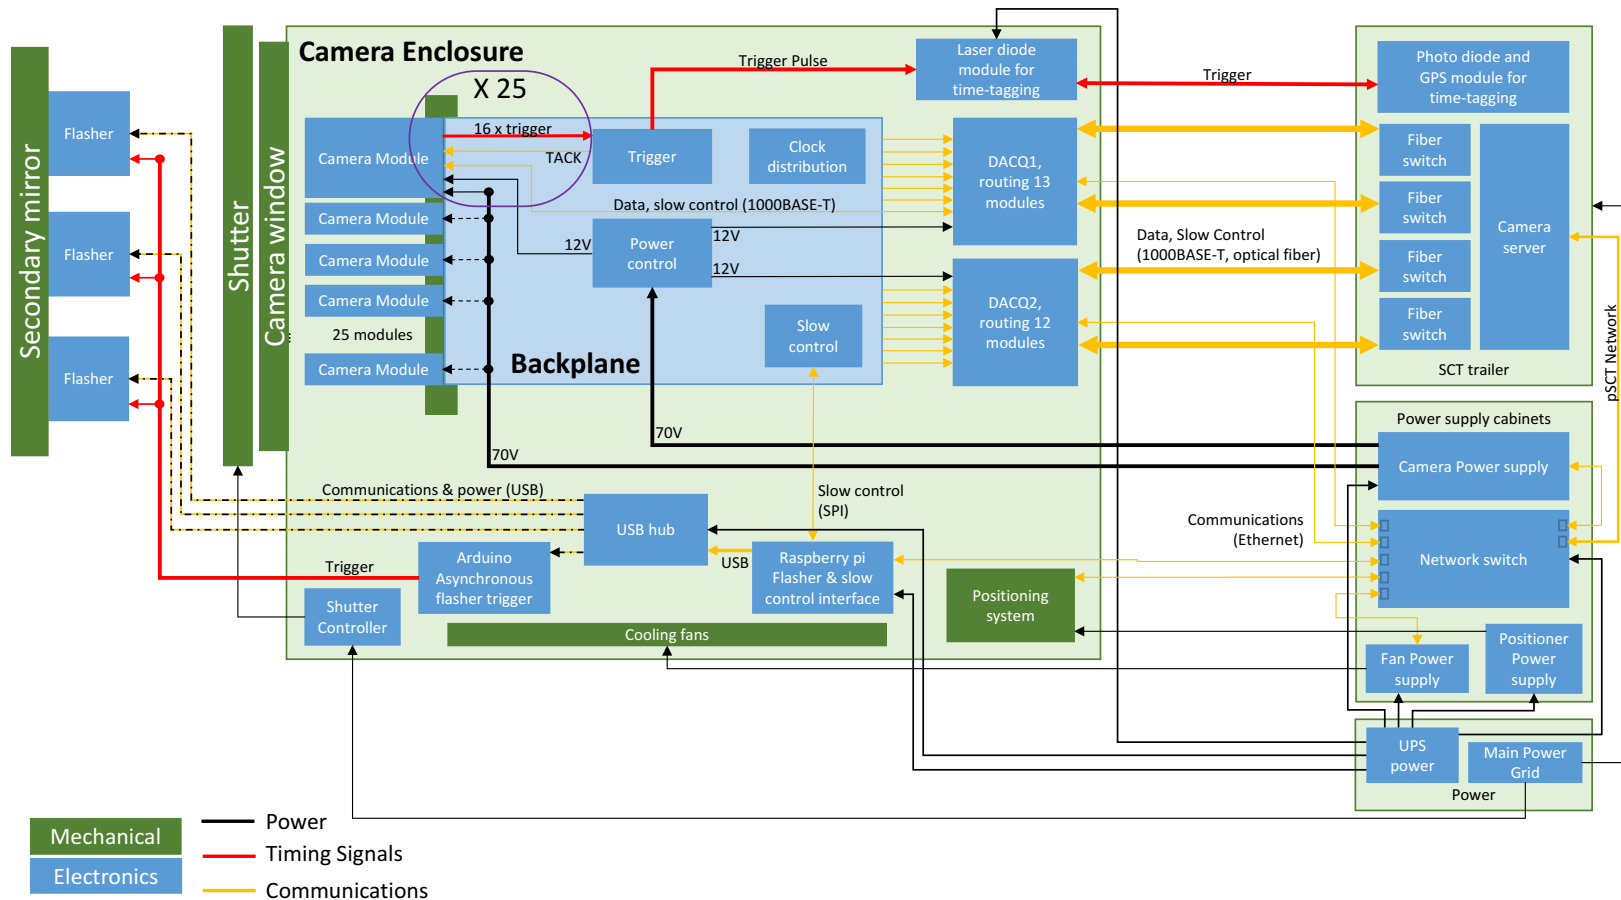 Camera Enclosure
X 25
Trigger Pulse
Laser diode
module for
time-tagging
Trigger
Photo diode and
GPS module for
time-tagging
Secondary mirror
Flasher
Flasher
Flasher
Shutter
Camera window
Camera Module
Camera Module
Camera Module
Camera Module
25 modules
Camera Module
16 x trigger
TACK
Trigger
Clock
distribution
Data, slow control (1000BASE-T)
12V
Power
control
12V
12V
Slow
control
Backplane
DACQ1,
routing 13
modules
DACQ2,
routing 12
modules
Data, Slow Control
(1000BASE-T, optical fiber)
Fiber
switch
Fiber
switch
Fiber
switch
Fiber
switch
Camera
server
SCT trailer
pSCT Network
70V
70V
Power supply cabinets
Camera Power supply
Communications & power (USB)
USB hub
Slow control
(SPI)
Communications
(Ethernet)
Network switch
Trigger
Arduino
Asynchronous
flasher trigger
USB
Raspberry pi
Flasher & slow
control interface
Positioning
system
Shutter
Controller
Cooling fans
Fan Power
supply
Positioner
Power
supply
UPS
power
Main Power
Grid
Power
Mechanical
Electronics
Power
Timing Signals
Communications